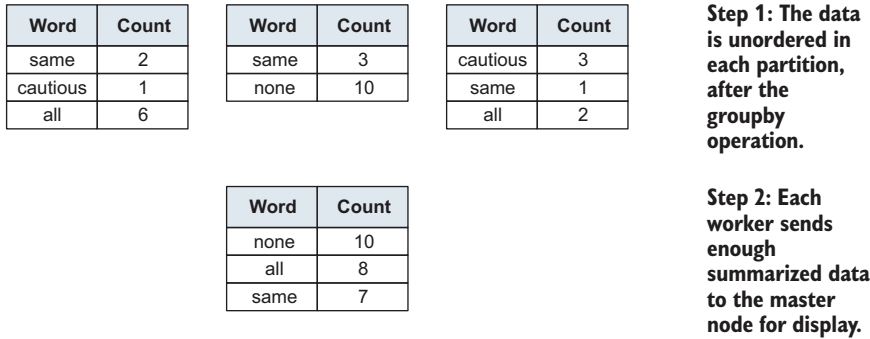 Word Count
same 2
cautious 1
all 6
Word Count
same 3
none 10
Word Count
cautious 3
same 1
all 2
Step 1: The data
is unordered in
each partition,
after the
groupby
operation.
Word Count
none 10
all 8
same 7
Step 2: Each
worker sends
enough
summarized data
to the master
node for display.